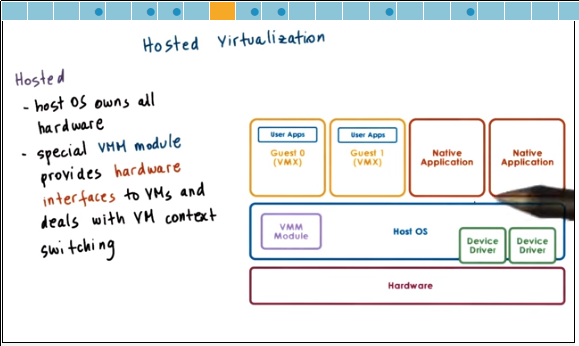 Hosted Virtualization
Hosted
- host OS owns all
hardware
- special VMM module
provides hardware
interfaces to VMs and
deals with VM context
switching
User Apps
Guest 0
(VMX)
User Apps
Guest 1
(VMX)
Native
Application
Native
Application
VMM
Module
Host OS
Device
Driver
Device
Driver
Hardware